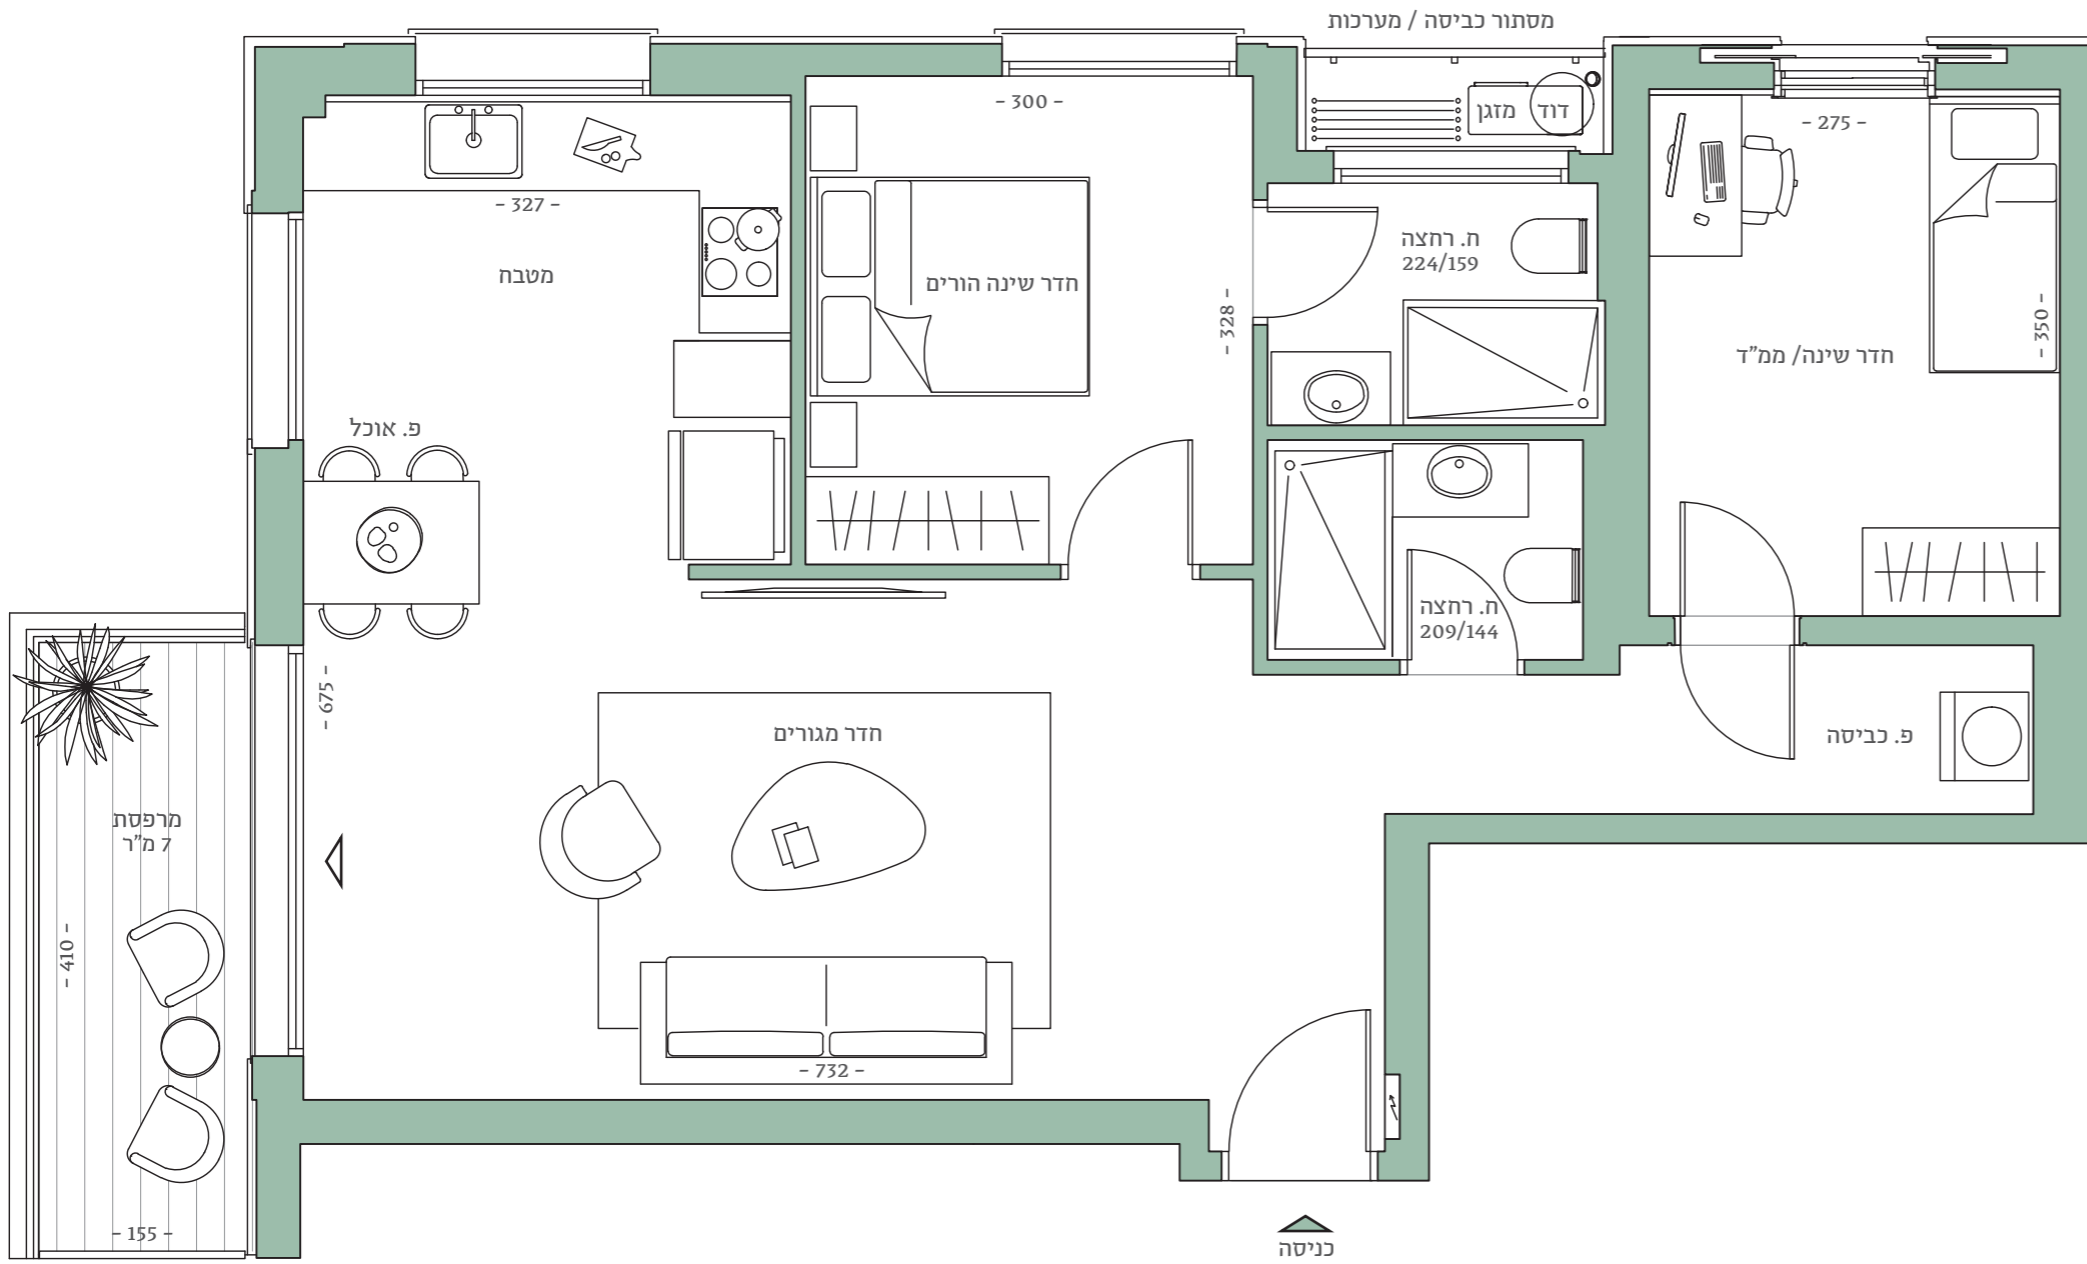 מסתור כביסה / מערכות
דוד
מזגן
- 300 -
- 275 -
- 327 -
מטבח
ח. רחצה
224/159
חדר שינה הורים
- 328 -
- 350 -
חדר שינה/ ממ"ד
פ. אוכל
ח. רחצה
209/144
- 675 -
חדר מגורים
פ. כביסה
מרפסת
7 מ"ר
- 410 -
- 732 -
- 155 -
כניסה